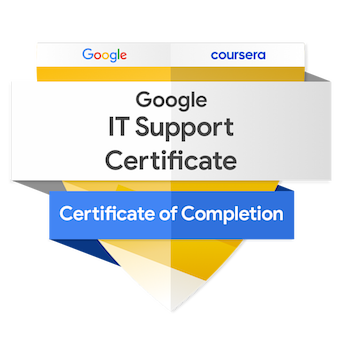 Google coursera
Google
IT Support
Certificate
Certificate of Completion